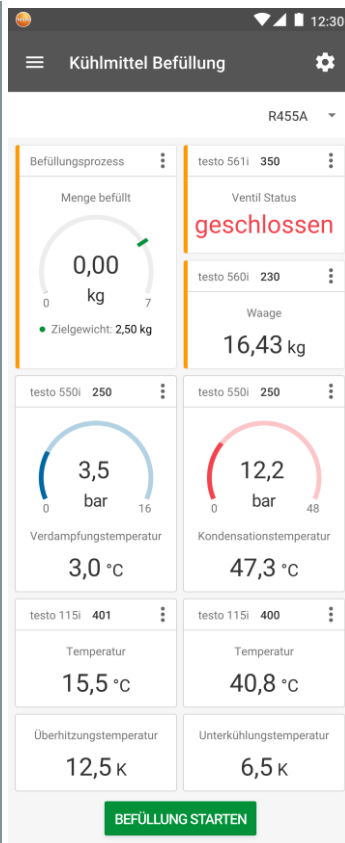 12:30
Kühlmittel Befüllung
R455A
Befüllungsprozess
Menge befüllt
0,00
kg
0 7
Zielgewicht: 2,50 kg
testo 561i 350
Ventil Status
geschlossen
testo 560i 230
Waage
16,43 kg
testo 550i 250
3,5
bar
0 16
Verdampfungstemperatur
3,0 °C
testo 550i 250
12,2
bar
0 48
Kondensationstemperatur
47,3 °C
testo 115i 401
Temperatur
15,5 °C
testo 115i 400
Temperatur
40,8 °C
Überhitzungstemperatur
12,5 K
Unterkühlungstemperatur
6,5 K
BEFÜLLUNG STARTEN